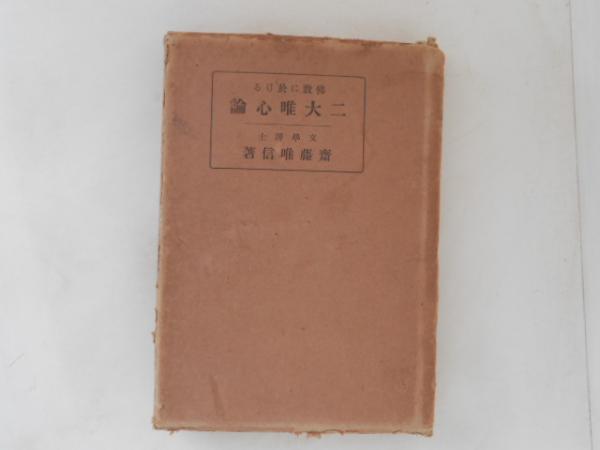 佛敎に於ける
二大唯心論
文學博士
齋藤唯信著